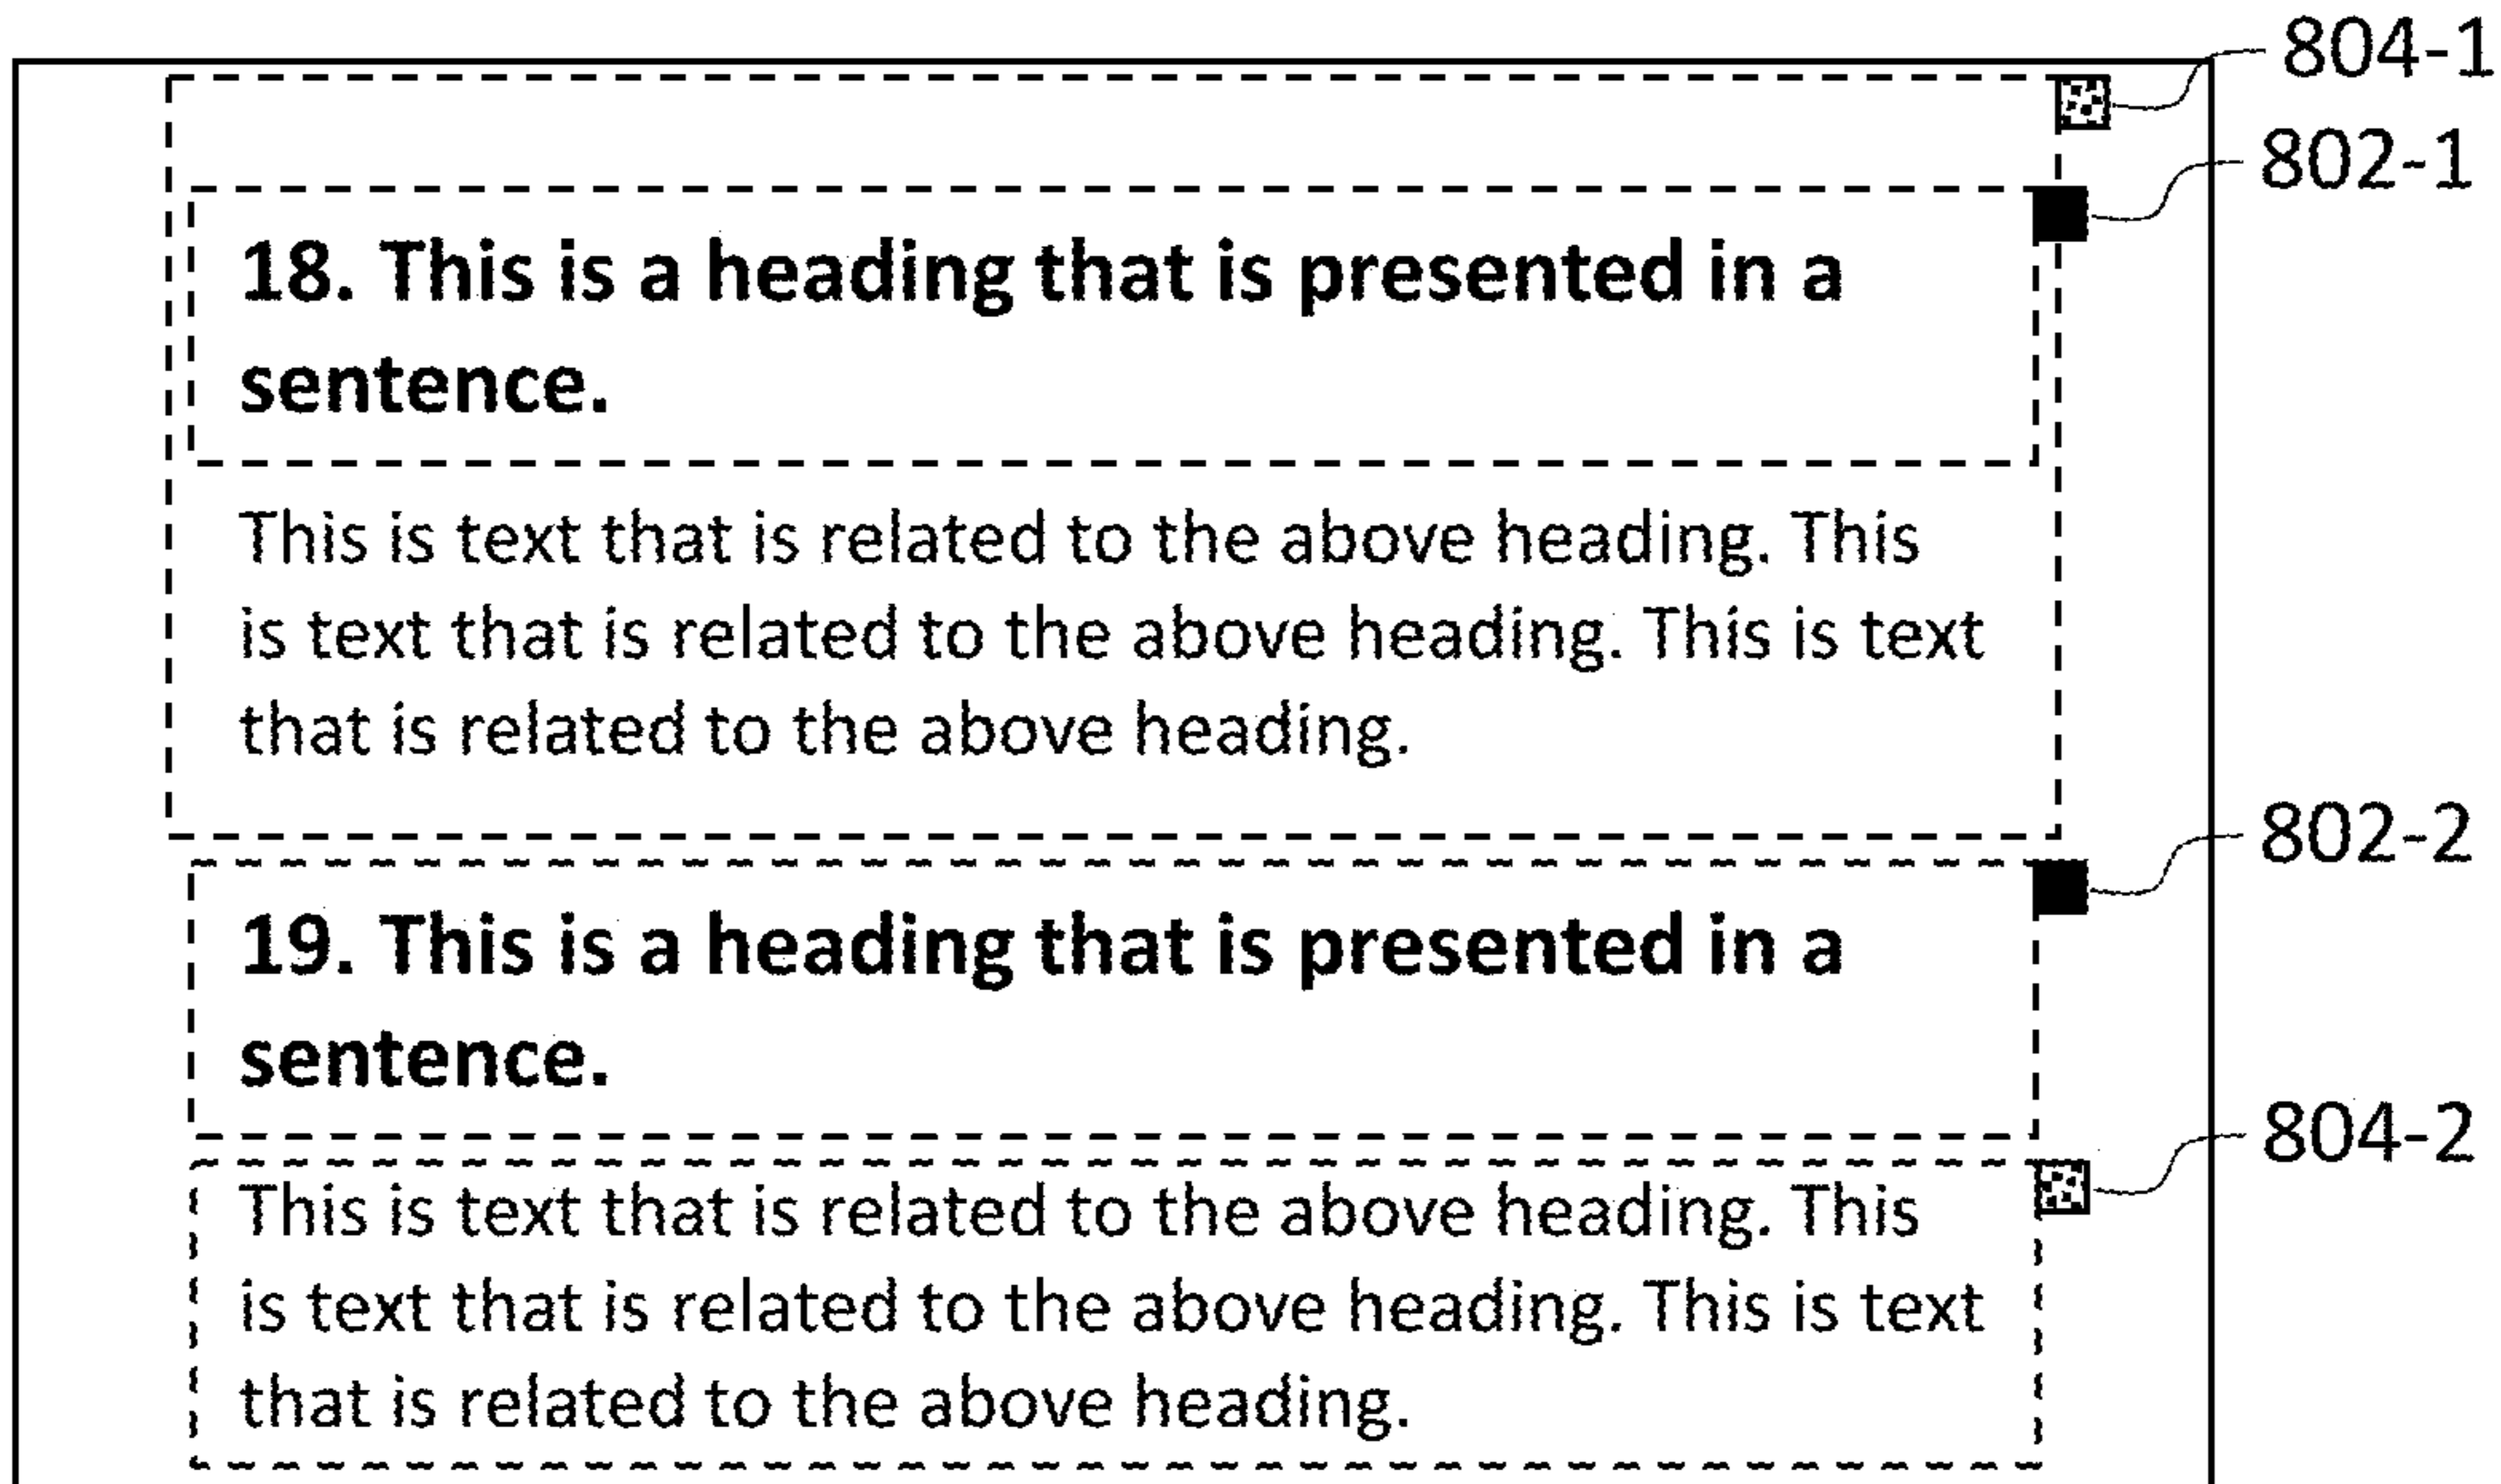 804-1
802-1
18. This is a heading that is presented in a
sentence.
This is text that is related to the above heading. This
is text that is related to the above heading. This is text
that is related to the above heading.
802-2
19. This is a heading that is presented in a
sentence.
804-2
This is text that is related to the above heading. This
is text that is related to the above heading. This is text
that is related to the above heading.